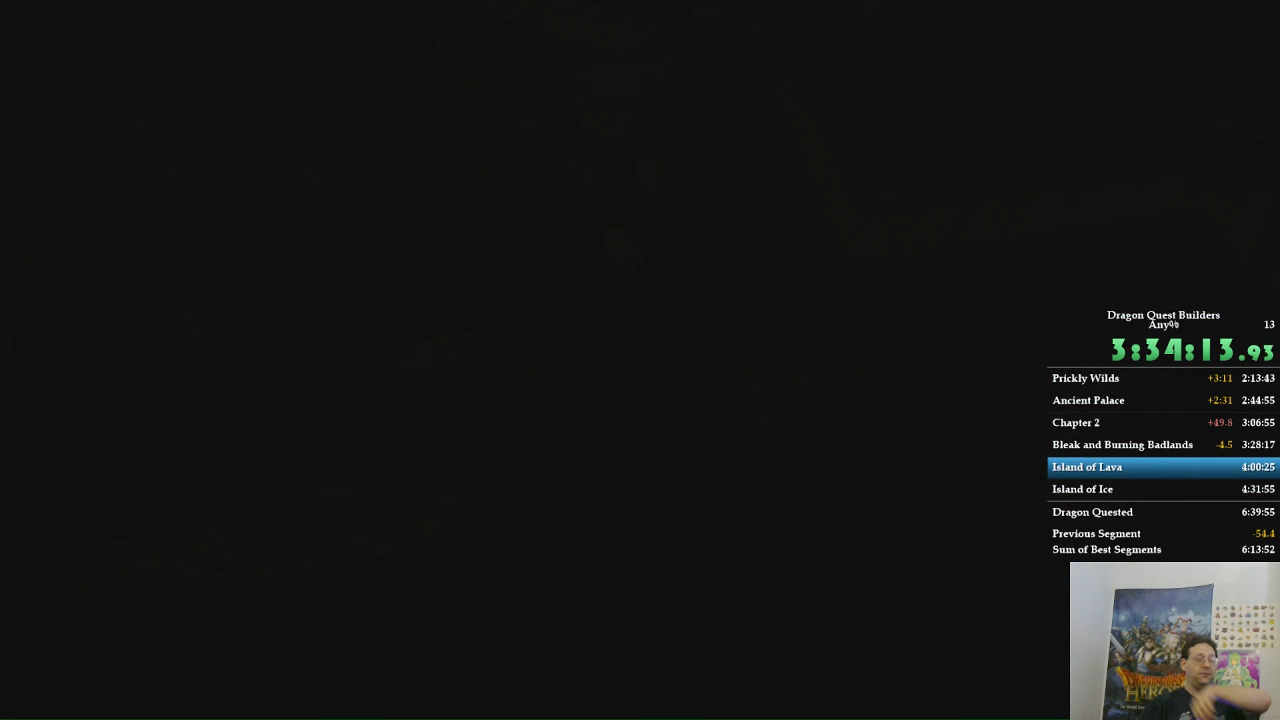 Dragon Quest Builders
Any% 13
3:34:13.93
Prickly Wilds +3:11 2:13:43
Ancient Palace +2:31 2:44:55
Chapter 2 +49.8 3:06:55
Bleak and Burning Badlands -4.5 3:28:17
Island of Lava 4:00:25
Island of Ice 4:31:55
Dragon Quested 6:39:55
Previous Segment -54.4
Sum of Best Segments 6:13:52